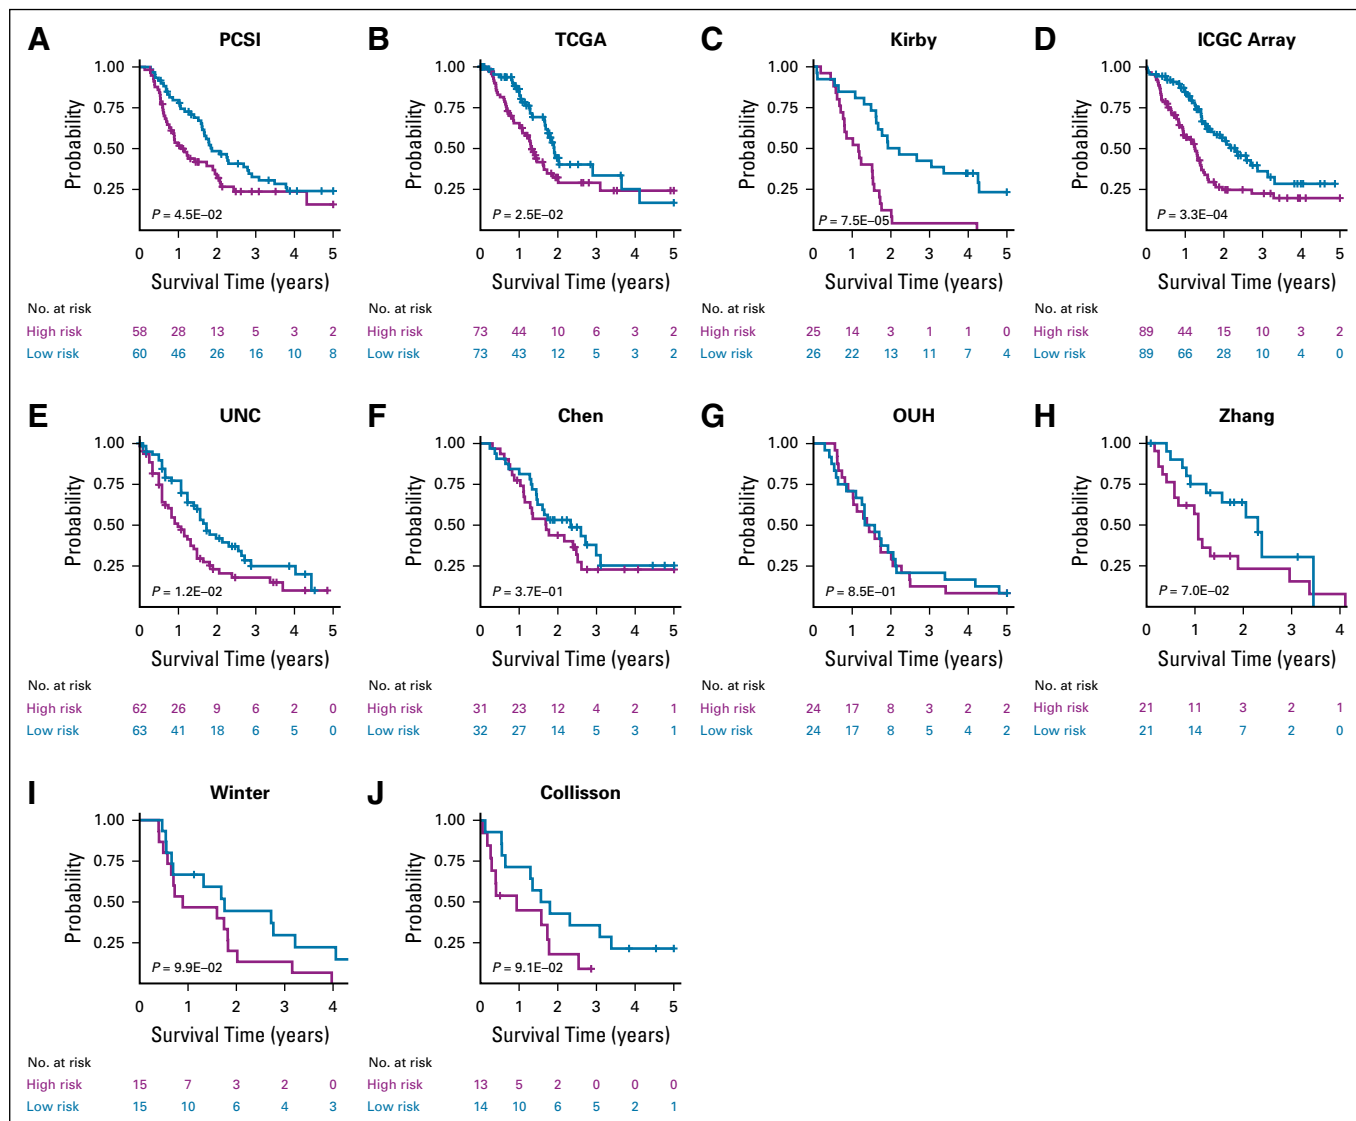 A PCSI
1.00
0.75
0.50
0.25
Probability
P = 4.5E–02
0 1 2 3 4 5
Survival Time (years)
No. at risk
High risk 58 28 13 5 3 2
Low risk 60 46 26 16 10 8
B TCGA
1.00
0.75
0.50
0.25
Probability
P = 2.5E–02
0 1 2 3 4 5
Survival Time (years)
No. at risk
High risk 73 44 10 6 3 2
Low risk 73 43 12 5 3 2
C Kirby
1.00
0.75
0.50
0.25
Probability
P = 7.5E–05
0 1 2 3 4 5
Survival Time (years)
No. at risk
High risk 25 14 3 1 1 0
Low risk 26 22 13 11 7 4
D ICGC Array
1.00
0.75
0.50
0.25
Probability
P = 3.3E–04
0 1 2 3 4 5
Survival Time (years)
No. at risk
High risk 89 44 15 10 3 2
Low risk 89 66 28 10 4 0
E UNC
1.00
0.75
0.50
0.25
Probability
P = 1.2E–02
0 1 2 3 4 5
Survival Time (years)
No. at risk
High risk 62 26 9 6 2 0
Low risk 63 41 18 6 5 0
F Chen
1.00
0.75
0.50
0.25
Probability
P = 3.7E–01
0 1 2 3 4 5
Survival Time (years)
No. at risk
High risk 31 23 12 4 2 1
Low risk 32 27 14 5 3 1
G OUH
1.00
0.75
0.50
0.25
Probability
P = 8.5E–01
0 1 2 3 4 5
Survival Time (years)
No. at risk
High risk 24 17 8 3 2 2
Low risk 24 17 8 5 4 2
H Zhang
1.00
0.75
0.50
0.25
Probability
P = 7.0E–02
0 1 2 3 4
Survival Time (years)
No. at risk
High risk 21 11 3 2 1
Low risk 21 14 7 2 0
I Winter
1.00
0.75
0.50
0.25
Probability
P = 9.9E–02
0 1 2 3 4
Survival Time (years)
No. at risk
High risk 15 7 3 2 0
Low risk 15 10 6 4 3
J Collisson
1.00
0.75
0.50
0.25
Probability
P = 9.1E–02
0 1 2 3 4 5
Survival Time (years)
No. at risk
High risk 13 5 2 0 0 0
Low risk 14 10 6 5 2 1